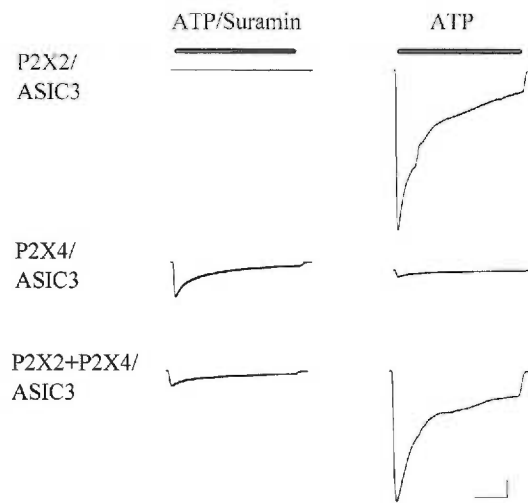 ATP/Suramin
ATP
P2X2/
ASIC3
P2X4/
ASIC3
P2X2+P2X4/
ASIC3